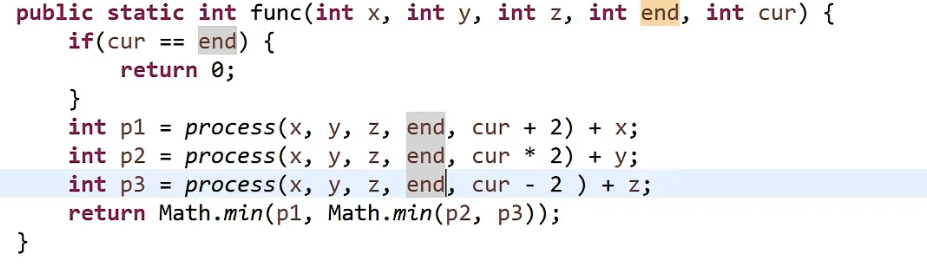 public static int func(int x, int y, int z, int end, int cur) {
    if(cur == end) {
        return 0;
    }
    int p1 = process(x, y, z, end, cur + 2) + x;
    int p2 = process(x, y, z, end, cur * 2) + y;
    int p3 = process(x, y, z, end, cur - 2 ) + z;
    return Math.min(p1, Math.min(p2, p3));
}